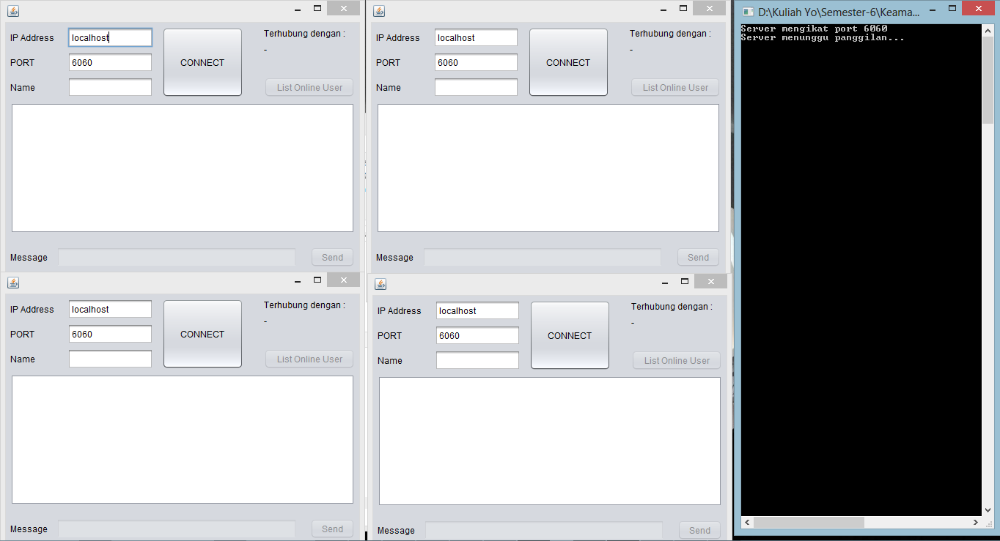 IP Address localhost CONNECT Terhubung dengan :
-
PORT 6060
Name List Online User
Message Send
IP Address localhost CONNECT Terhubung dengan :
-
PORT 6060
Name List Online User
Message Send
D:\Kuliah Yo\Semester-6\Keama...
Server mengikat port 6060
Server menunggu panggilan...
IP Address localhost CONNECT Terhubung dengan :
-
PORT 6060
Name List Online User
Message Send
IP Address localhost CONNECT Terhubung dengan :
-
PORT 6060
Name List Online User
Message Send